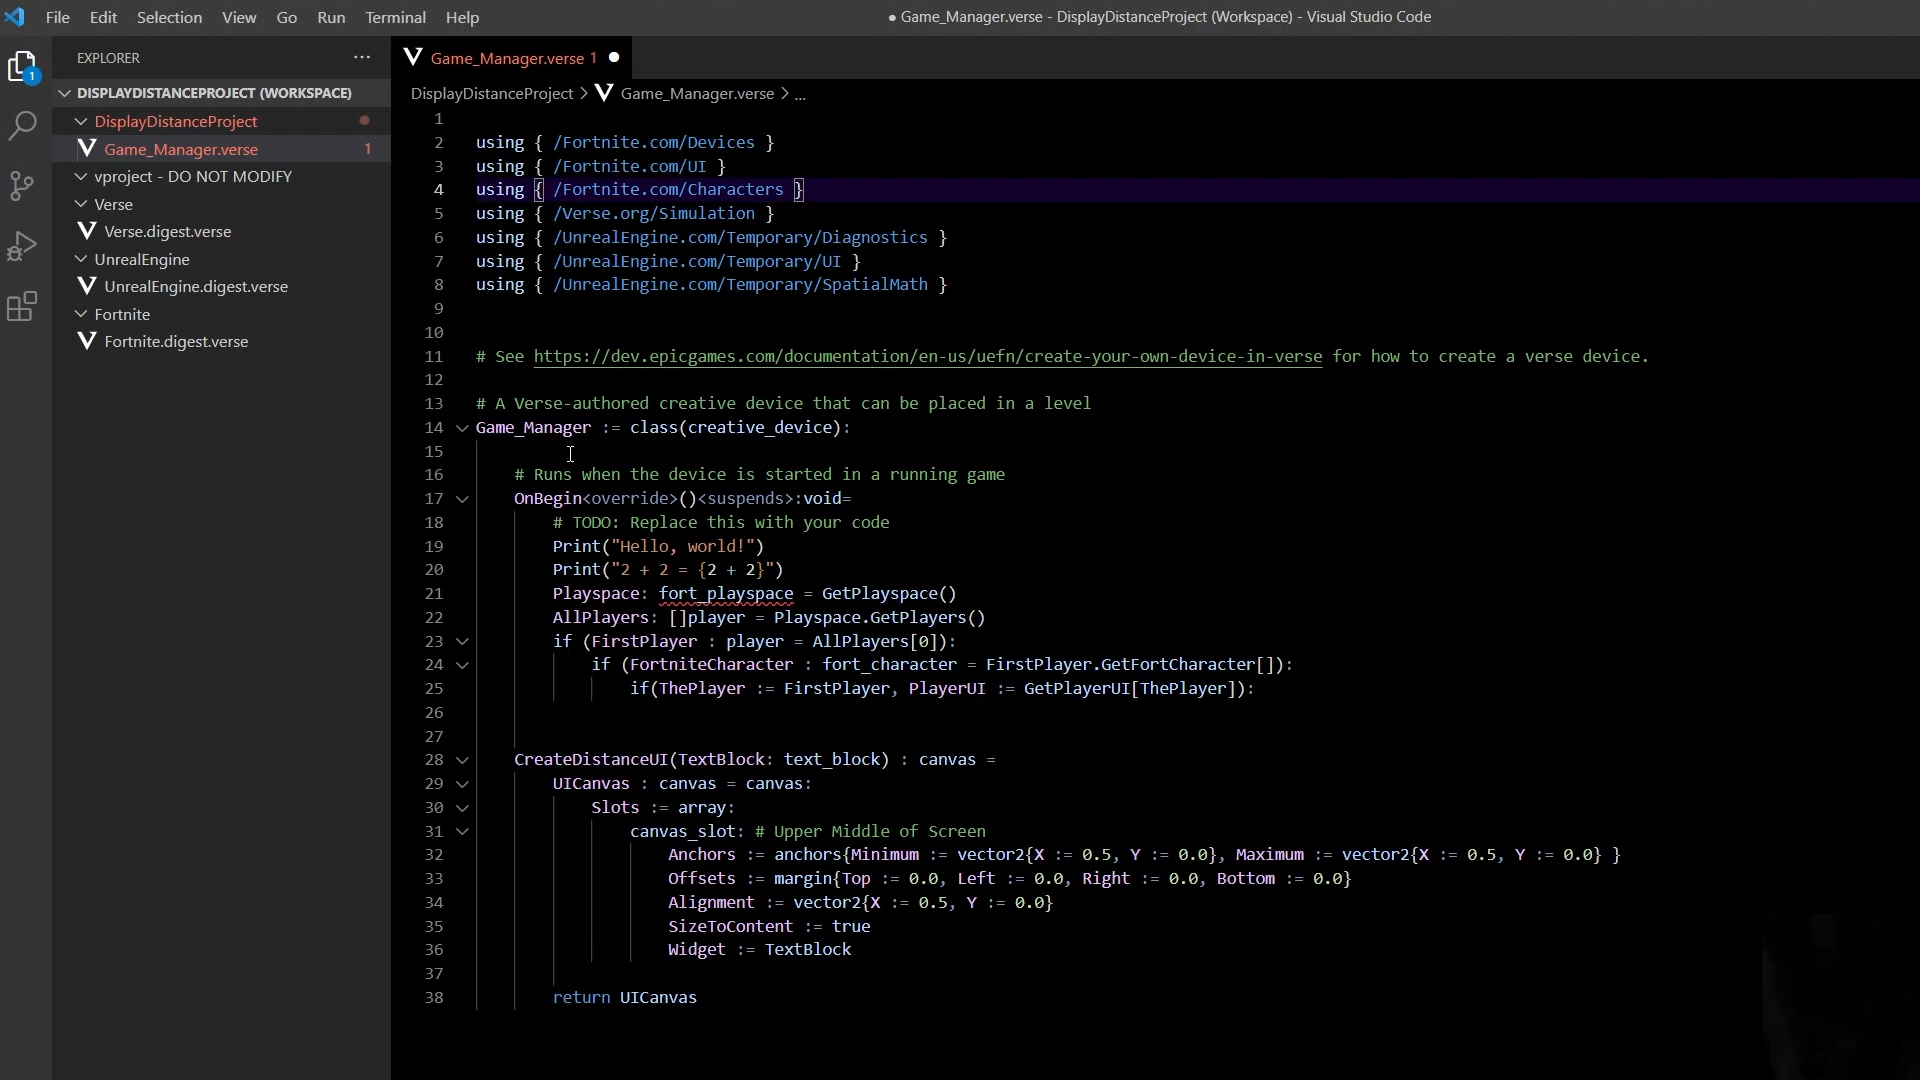 File Edit Selection View Go Run Terminal Help
● Game_Manager.verse - DisplayDistanceProject (Workspace) - Visual Studio Code
EXPLORER ...
Game_Manager.verse 1 ●
1
DISPLAYDISTANCEPROJECT (WORKSPACE)
DisplayDistanceProject
Game_Manager.verse 1
vproject - DO NOT MODIFY
Verse
Verse.digest.verse
UnrealEngine
UnrealEngine.digest.verse
Fortnite
Fortnite.digest.verse
DisplayDistanceProject > Game_Manager.verse > ...
1
2 using { /Fortnite.com/Devices }
3 using { /Fortnite.com/UI }
4 using { /Fortnite.com/Characters }
5 using { /Verse.org/Simulation }
6 using { /UnrealEngine.com/Temporary/Diagnostics }
7 using { /UnrealEngine.com/Temporary/UI }
8 using { /UnrealEngine.com/Temporary/SpatialMath }
9
10
11 # See https://dev.epicgames.com/documentation/en-us/uefn/create-your-own-device-in-verse for how to create a verse device.
12
13 # A Verse-authored creative device that can be placed in a level
14 Game_Manager := class(creative_device):
15
16 # Runs when the device is started in a running game
17 OnBegin<override>()<suspends>:void=
18 # TODO: Replace this with your code
19 Print("Hello, world!")
20 Print("2 + 2 = {2 + 2}")
21 Playspace: fort_playspace = GetPlayspace()
22 AllPlayers: []player = Playspace.GetPlayers()
23 if (FirstPlayer : player = AllPlayers[0]):
24 if (FortniteCharacter : fort_character = FirstPlayer.GetFortCharacter[]):
25 if(ThePlayer := FirstPlayer, PlayerUI := GetPlayerUI[ThePlayer]):
26
27
28 CreateDistanceUI(TextBlock: text_block) : canvas =
29 UICanvas : canvas = canvas:
30 Slots := array:
31 canvas_slot: # Upper Middle of Screen
32 Anchors := anchors{Minimum := vector2{X := 0.5, Y := 0.0}, Maximum := vector2{X := 0.5, Y := 0.0} }
33 Offsets := margin{Top := 0.0, Left := 0.0, Right := 0.0, Bottom := 0.0}
34 Alignment := vector2{X := 0.5, Y := 0.0}
35 SizeToContent := true
36 Widget := TextBlock
37
38 return UICanvas